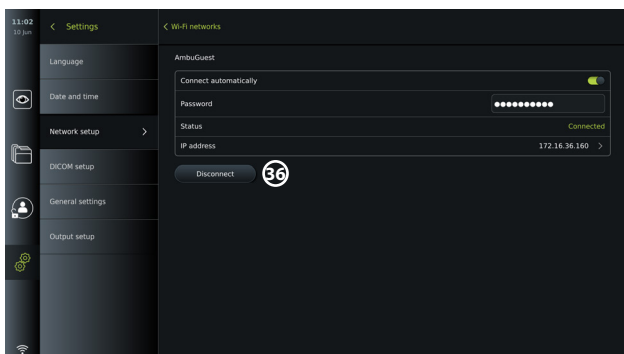 11:02
10 Jun
Settings
Wi-Fi networks
Language
Date and time
Network setup
DICOM setup
General settings
Output setup
AmbuGuest
Connect automatically
Password
●●●●●●●●●●
Status Connected
IP address 172.16.36.160
Disconnect
36